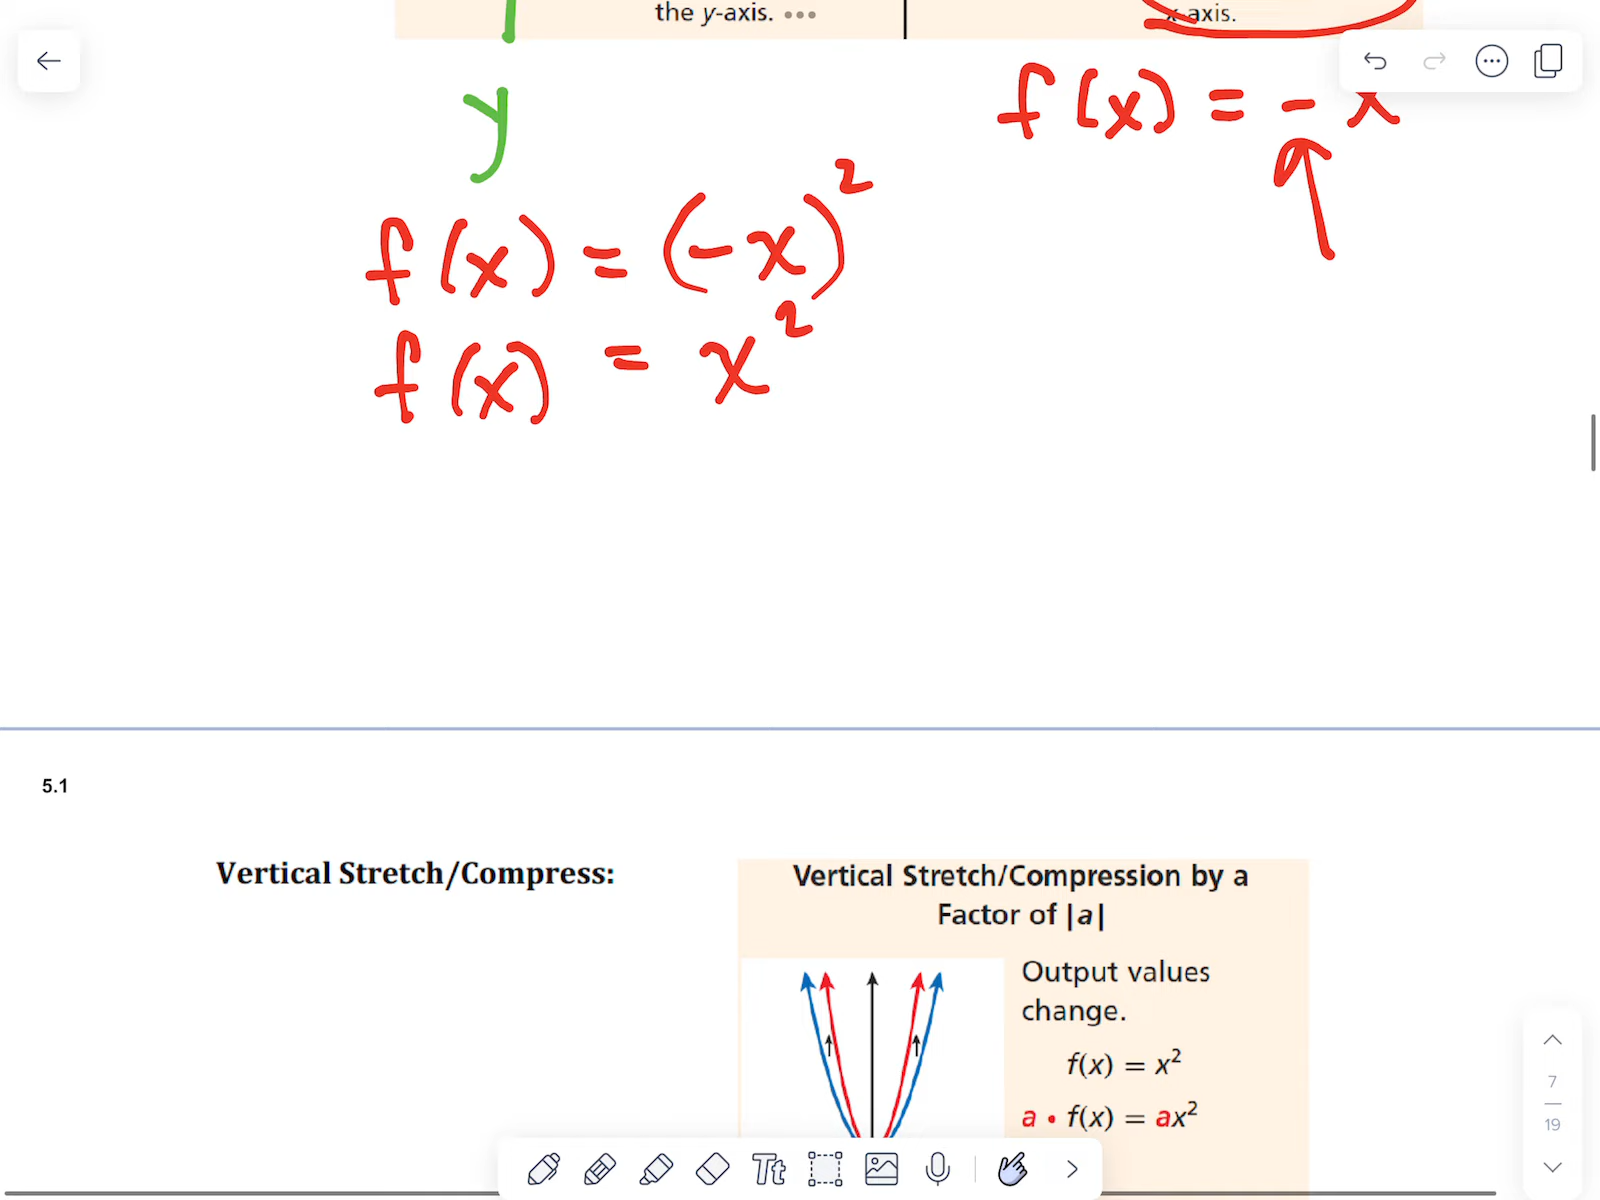 the y-axis. •••
x-axis.
y
f(x) = -x
f(x) = (-x)²
f(x) = x²
5.1
Vertical Stretch/Compress:
Vertical Stretch/Compression by a
Factor of |a|
Output values
change.
f(x) = x²
a • f(x) = ax²
Tt
7
19